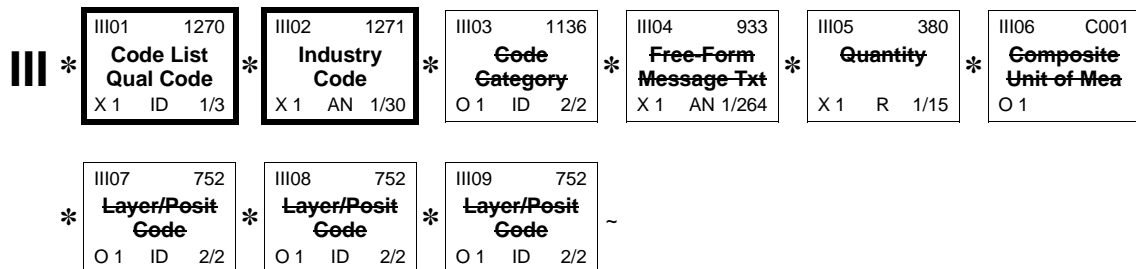 III01 1270 III02 1271 III03 1136 III04 933 III05 380 III06 C001
III * Code List * Industry * Code * Free-Form * Quantity * Composite
Qual Code Code Category Message Txt Unit of Mea
X 1 ID 1/3 X 1 AN 1/30 O 1 ID 2/2 X 1 AN 1/264 X 1 R 1/15 O 1
III07 752 III08 752 III09 752
* Layer/Posit * Layer/Posit * Layer/Posit ~
Code Code Code
O 1 ID 2/2 O 1 ID 2/2 O 1 ID 2/2